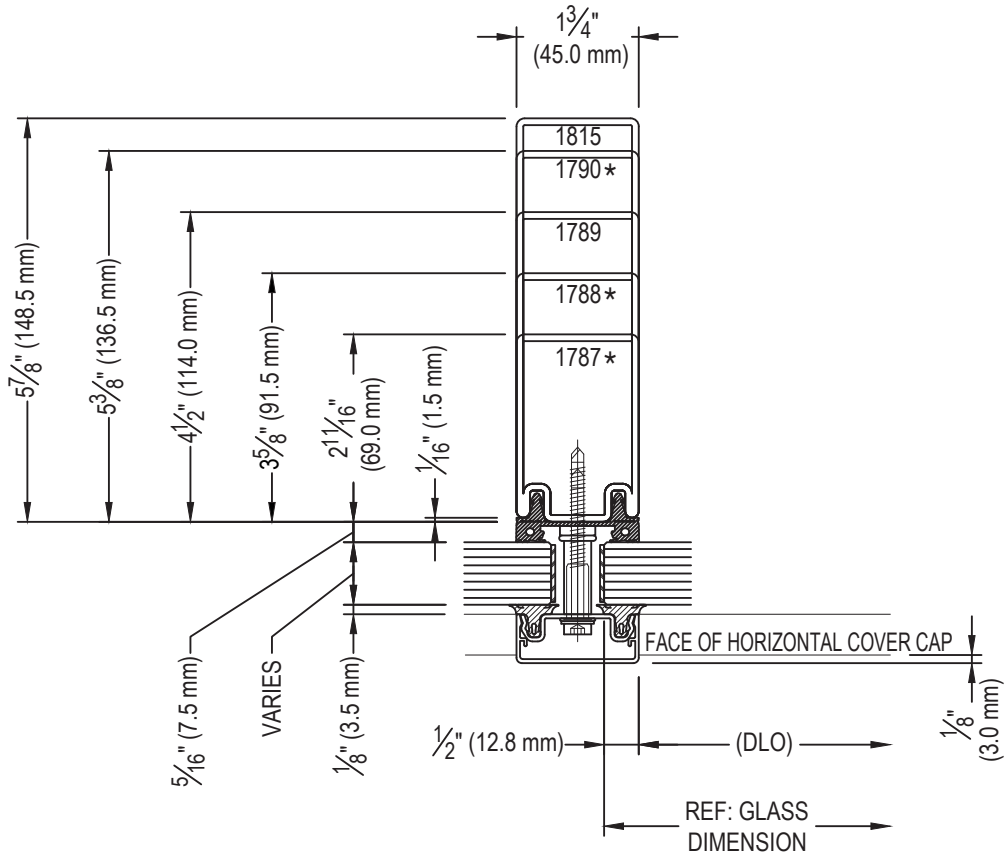 1¾"
(45.0 mm)
1815
1790*
1789
1788*
1787*
5⅞" (148.5 mm)
5⅜" (136.5 mm)
4½" (114.0 mm)
3⅝" (91.5 mm)
2 11/16"
(69.0 mm)
1/16" (1.5 mm)
FACE OF HORIZONTAL COVER CAP
5/16" (7.5 mm)
VARIES
⅛" (3.5 mm)
½" (12.8 mm)
(DLO)
⅛"
(3.0 mm)
REF: GLASS
DIMENSION